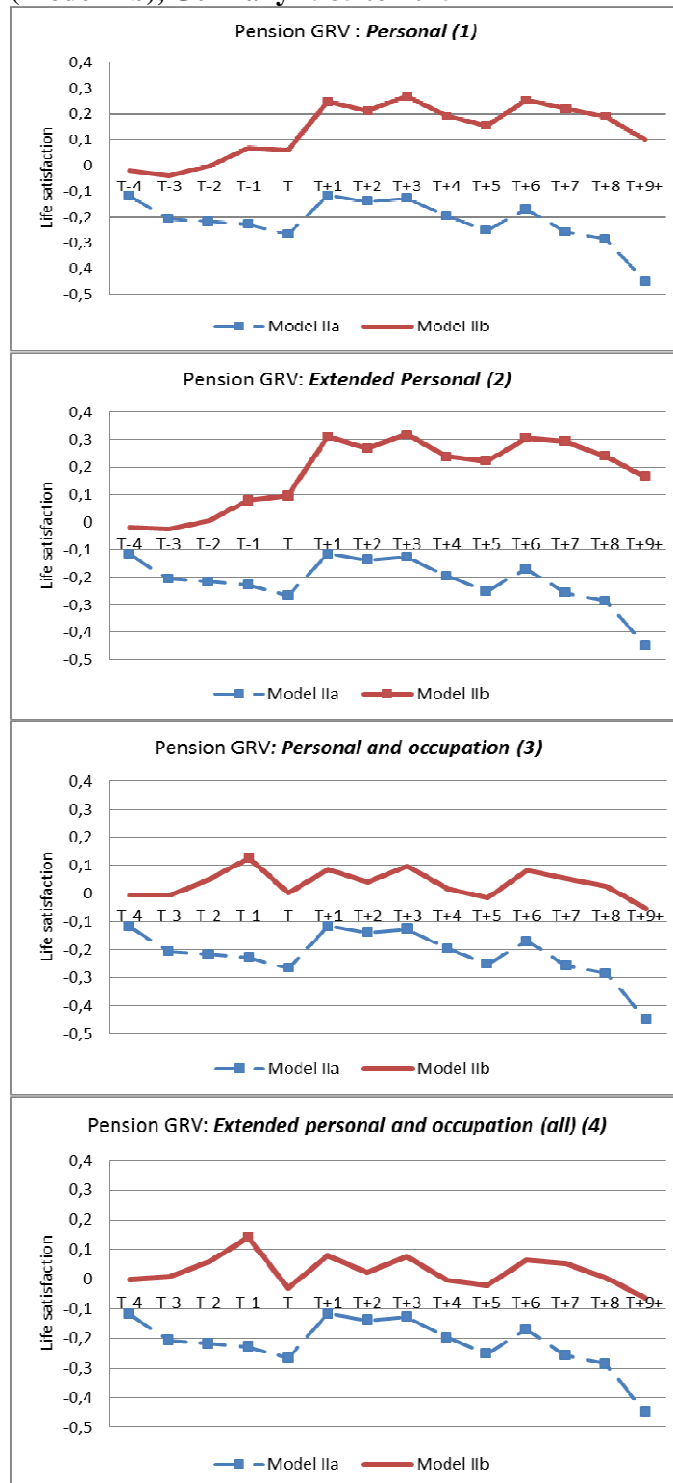 IIb), Germany
Pension GRV : Personal (1)
Life satisfaction
0,4
0,3
0,2
0,1
0
T-4 T-3 T-2 T-1 T T+1 T+2 T+3 T+4 T+5 T+6 T+7 T+8 T+9+
-0,1
-0,2
-0,3
-0,4
-0,5
Model IIa Model IIb
Pension GRV: Extended Personal (2)
Life satisfaction
0,4
0,3
0,2
0,1
0
T-4 T-3 T-2 T-1 T T+1 T+2 T+3 T+4 T+5 T+6 T+7 T+8 T+9+
-0,1
-0,2
-0,3
-0,4
-0,5
Model IIa Model IIb
Pension GRV: Personal and occupation (3)
Life satisfaction
0,4
0,3
0,2
0,1
0
T-4 T-3 T-2 T-1 T T+1 T+2 T+3 T+4 T+5 T+6 T+7 T+8 T+9+
-0,1
-0,2
-0,3
-0,4
-0,5
Model IIa Model IIb
Pension GRV: Extended personal and occupation (all) (4)
Life satisfaction
0,4
0,3
0,2
0,1
0
T-4 T-3 T-2 T-1 T T+1 T+2 T+3 T+4 T+5 T+6 T+7 T+8 T+9+
-0,1
-0,2
-0,3
-0,4
-0,5
Model IIa Model IIb